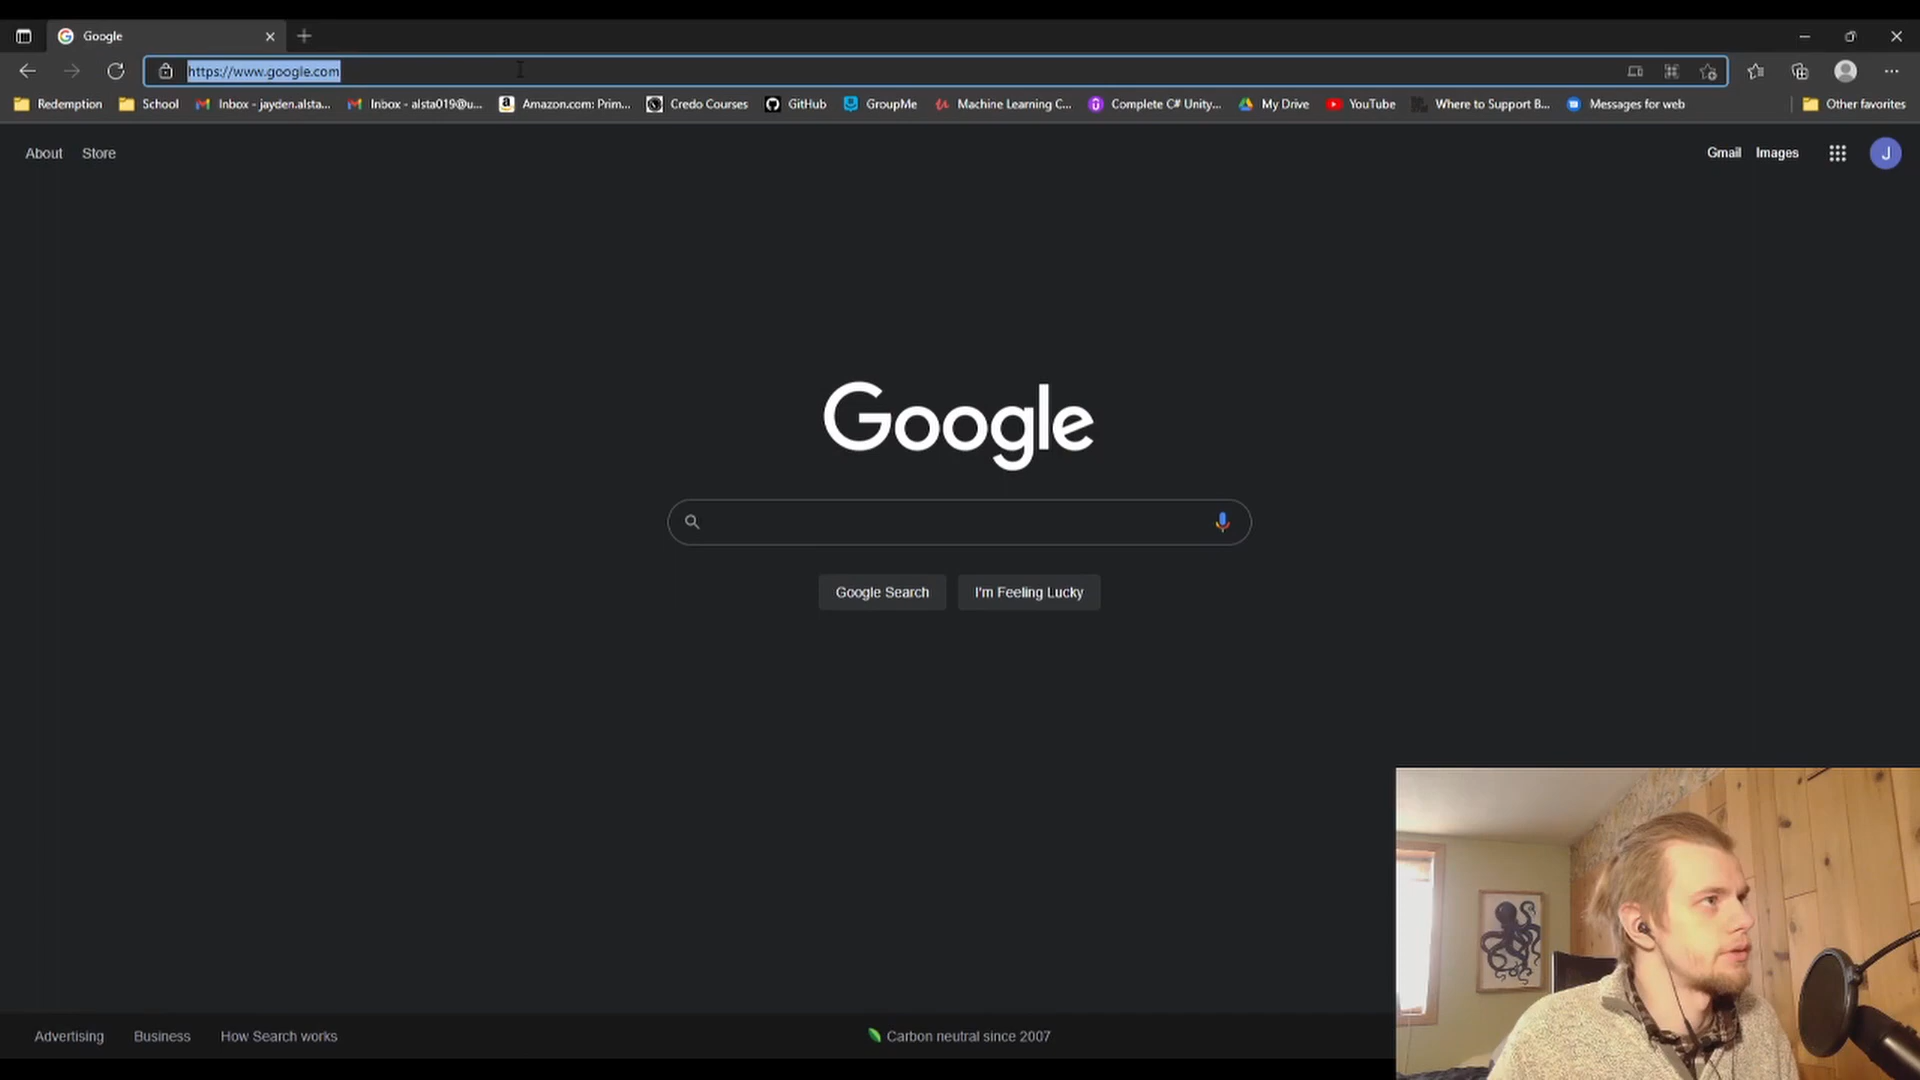 Google
https://www.google.com
Redemption School Inbox - jayden.alsta... Inbox - alsta019@u... Amazon.com: Prim... Credo Courses GitHub GroupMe Machine Learning C... Complete C# Unity... My Drive YouTube Where to Support B... Messages for web Other favorites
About Store Gmail Images J
Google
Google Search I'm Feeling Lucky
Advertising Business How Search works Carbon neutral since 2007